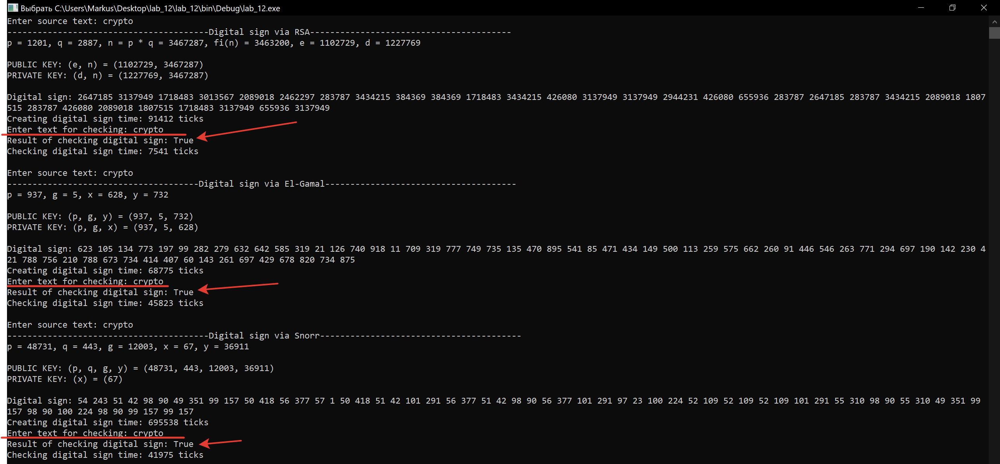 Выбрать C:\Users\Markus\Desktop\lab_12\lab_12\bin\Debug\lab_12.exe
Enter source text: crypto
----------------------------------------Digital sign via RSA----------------------------------------
p = 1201, q = 2887, n = p * q = 3467287, fi(n) = 3463200, e = 1102729, d = 1227769
PUBLIC KEY: (e, n) = (1102729, 3467287)
PRIVATE KEY: (d, n) = (1227769, 3467287)
Digital sign: 2647185 3137949 1718483 3013567 2089018 2462297 283787 3434215 384369 384369 1718483 3434215 426080 3137949 3137949 2944231 426080 655936 283787 2647185 283787 3434215 2089018 1807
515 283787 426080 2089018 1807515 1718483 3137949 655936 3137949
Creating digital sign time: 91412 ticks
Enter text for checking: crypto
Result of checking digital sign: True
Checking digital sign time: 7541 ticks
Enter source text: crypto
--------------------------------------Digital sign via El-Gamal--------------------------------------
p = 937, g = 5, x = 628, y = 732
PUBLIC KEY: (p, g, y) = (937, 5, 732)
PRIVATE KEY: (p, g, x) = (937, 5, 628)
Digital sign: 623 105 134 773 197 99 282 279 632 642 585 319 21 126 740 918 11 709 319 777 749 735 135 470 895 541 85 471 434 149 500 113 259 575 662 260 91 446 546 263 771 294 697 190 142 230 4
21 788 756 210 788 673 734 414 407 60 143 261 697 429 678 820 734 875
Creating digital sign time: 68775 ticks
Enter text for checking: crypto
Result of checking digital sign: True
Checking digital sign time: 45823 ticks
Enter source text: crypto
----------------------------------------Digital sign via Snorr----------------------------------------
p = 48731, q = 443, g = 12003, x = 67, y = 36911
PUBLIC KEY: (p, q, g, y) = (48731, 443, 12003, 36911)
PRIVATE KEY: (x) = (67)
Digital sign: 54 243 51 42 98 90 49 351 99 157 50 418 56 377 57 1 50 418 51 42 101 291 56 377 51 42 98 90 56 377 101 291 97 23 100 224 52 109 52 109 52 109 101 291 55 310 98 90 55 310 49 351 99
157 98 90 100 224 98 90 99 157 99 157
Creating digital sign time: 695538 ticks
Enter text for checking: crypto
Result of checking digital sign: True
Checking digital sign time: 41975 ticks